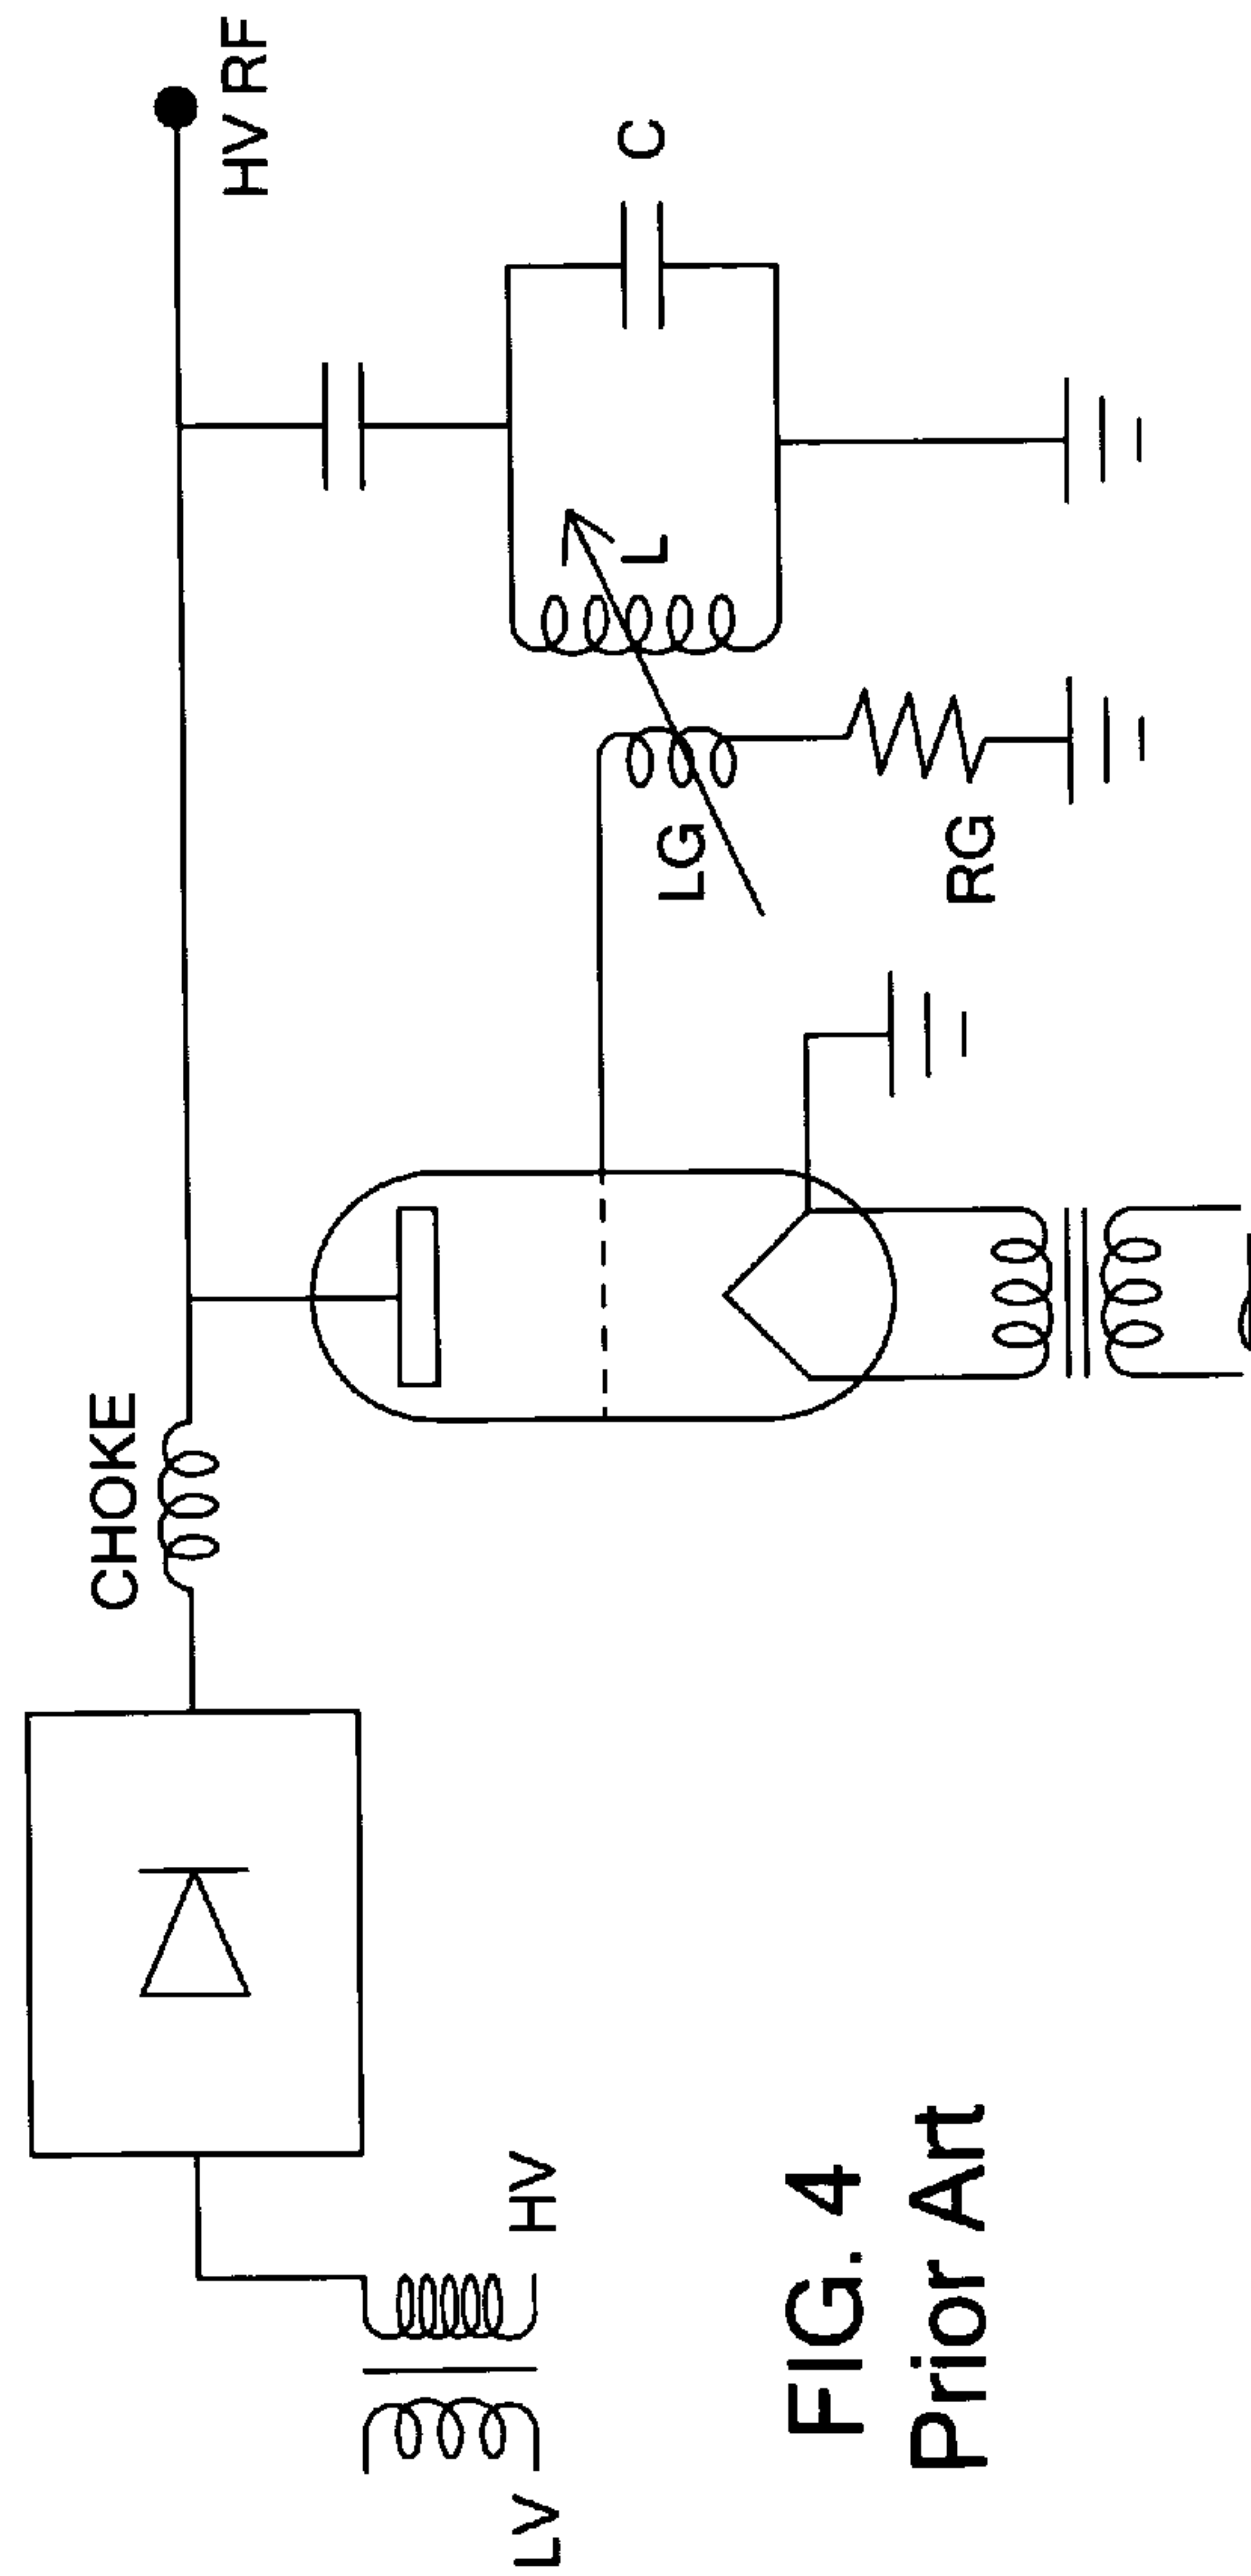 LV
HV
CHOKE
LG
RG
L
C
HV RF
FIG. 4
Prior Art